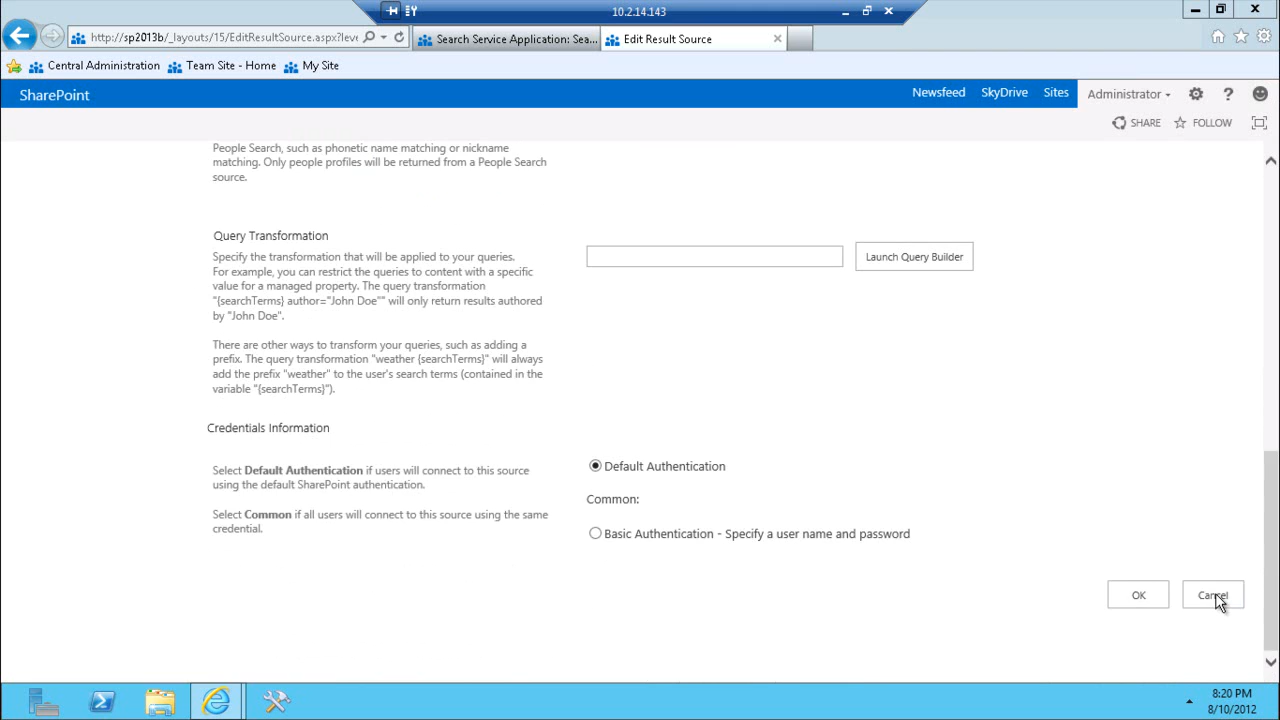 10.2.14.143
http://sp2013b/_layouts/15/EditResultSource.aspx?leve
Search Service Application: Sea...
Edit Result Source
Central Administration
Team Site - Home
My Site
SharePoint
Newsfeed
SkyDrive
Sites
Administrator
SHARE
FOLLOW
People Search, such as phonetic name matching or nickname
matching. Only people profiles will be returned from a People Search
source.
Query Transformation
Specify the transformation that will be applied to your queries.
For example, you can restrict the queries to content with a specific
value for a managed property. The query transformation
"{searchTerms} author="John Doe"" will only return results authored
by "John Doe".
There are other ways to transform your queries, such as adding a
prefix. The query transformation "weather {searchTerms}" will always
add the prefix "weather" to the user's search terms (contained in the
variable "{searchTerms}").
Launch Query Builder
Credentials Information
Select Default Authentication if users will connect to this source
using the default SharePoint authentication.
Select Common if all users will connect to this source using the same
credential.
Default Authentication
Common:
Basic Authentication - Specify a user name and password
OK
Cancel
8:20 PM
8/10/2012